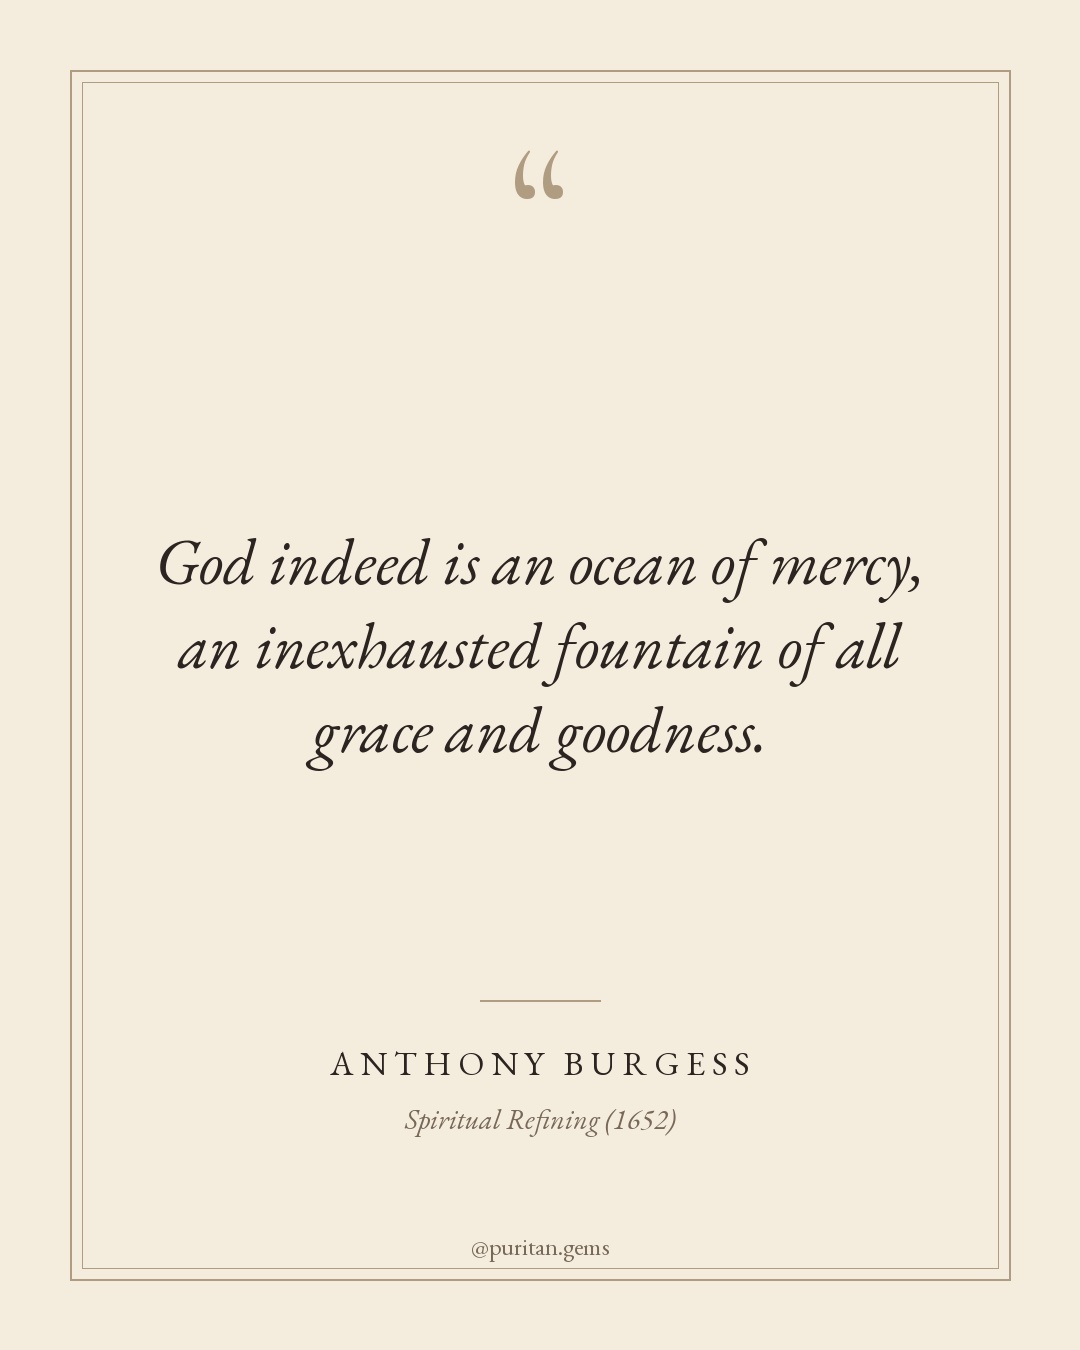 “
God indeed is an ocean of mercy,
an inexhausted fountain of all
grace and goodness.
ANTHONY BURGESS
Spiritual Refining (1652)
@puritan.gems